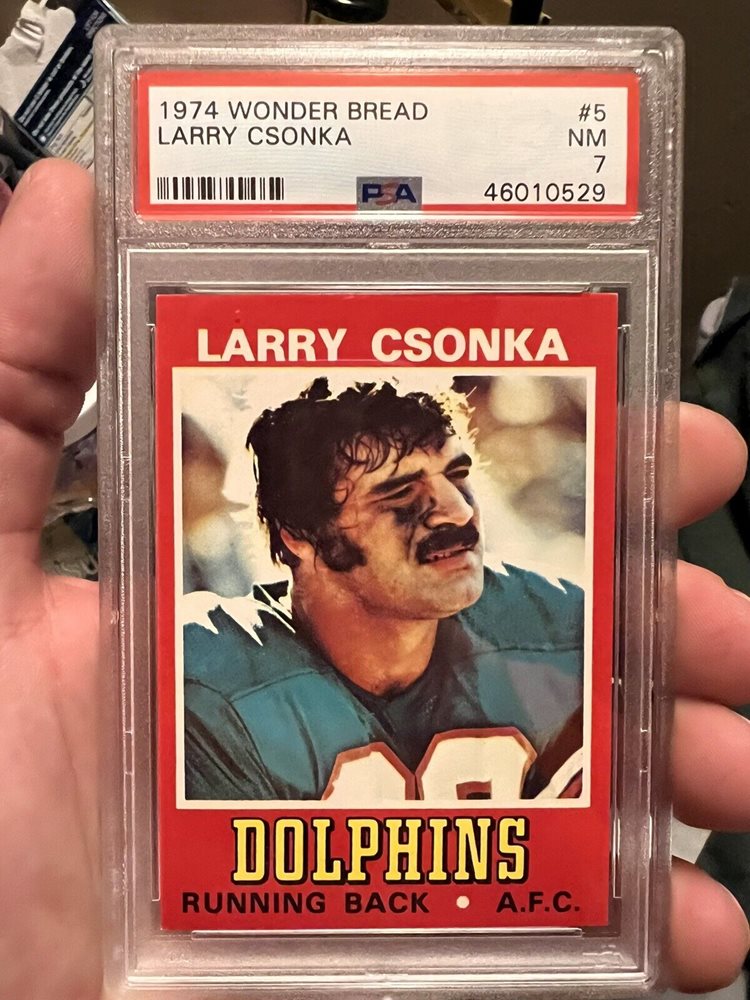 1974 WONDER BREAD #5
LARRY CSONKA NM
7
PSA 46010529
LARRY CSONKA
DOLPHINS
RUNNING BACK • A.F.C.